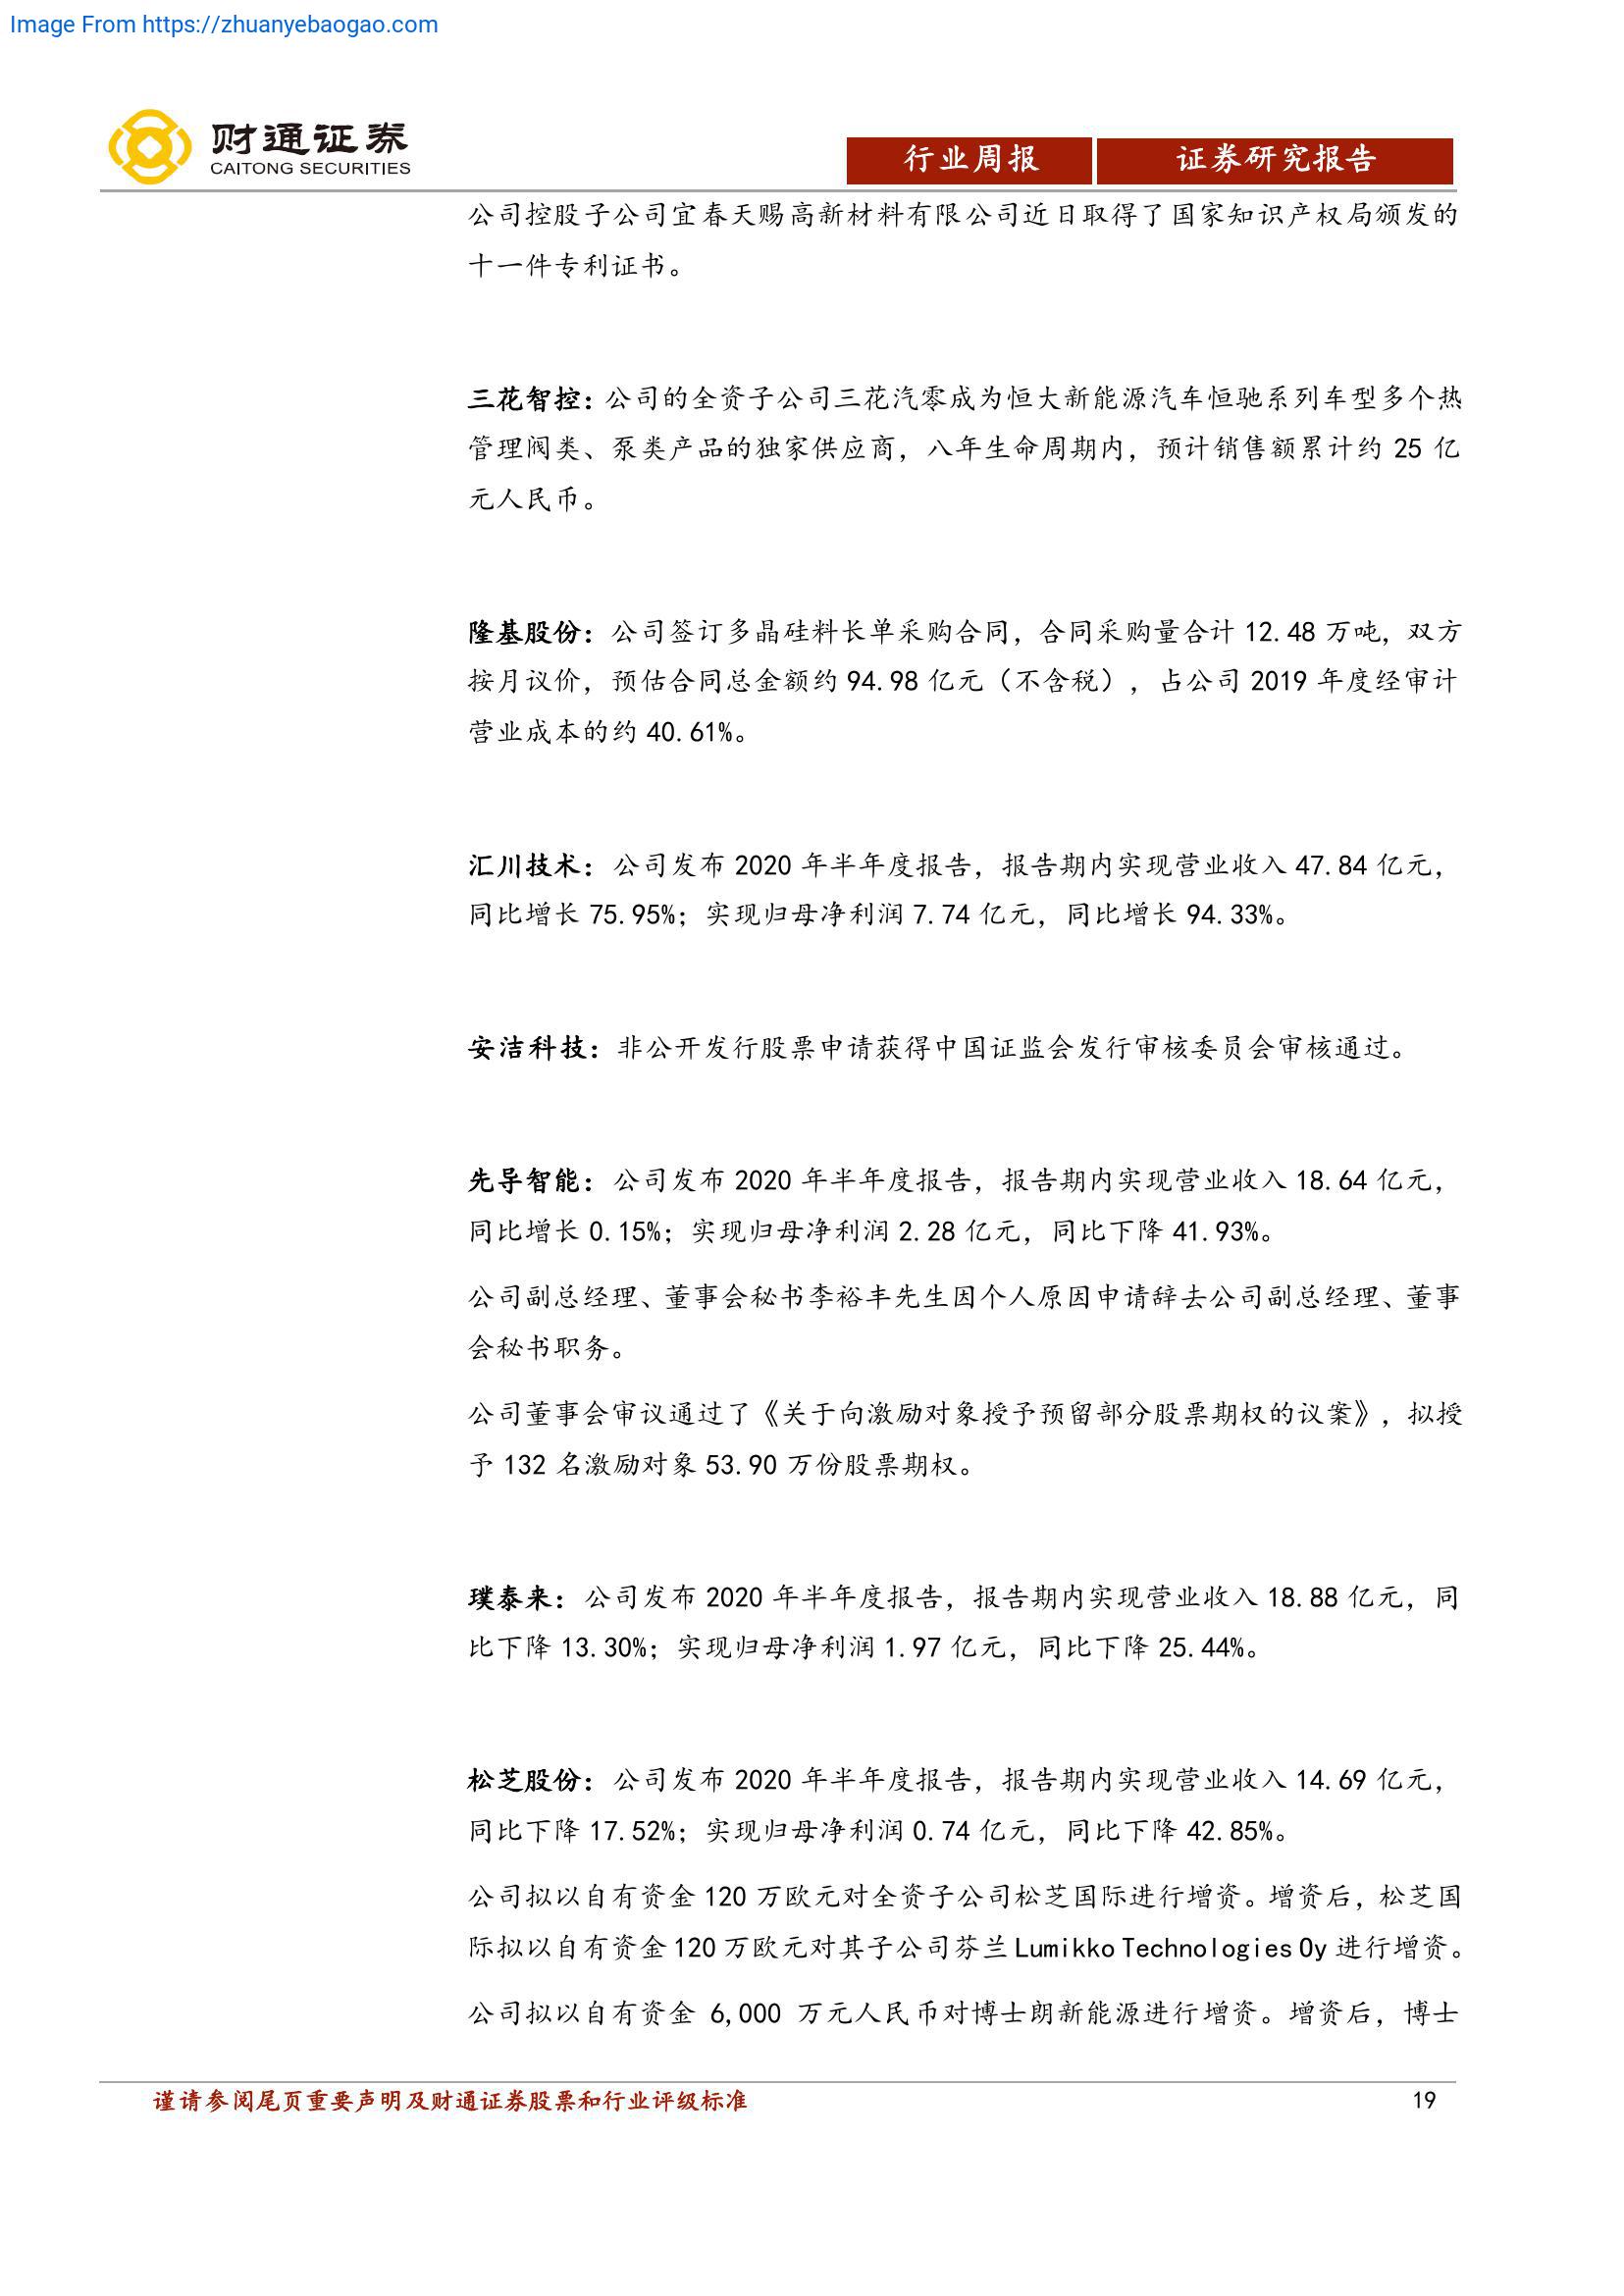 Image From https://zhuanyebaogao.com
财通证券
CAITONG SECURITIES
行业周报
证券研究报告
公司控股子公司宜春天赐高新材料有限公司近日取得了国家知识产权局颁发的
十一件专利证书。
三花智控：公司的全资子公司三花汽零成为恒大新能源汽车恒驰系列车型多个热
管理阀类、泵类产品的独家供应商，八年生命周期内，预计销售额累计约 25 亿
元人民币。
隆基股份：公司签订多晶硅料长单采购合同，合同采购量合计 12.48 万吨，双方
按月议价，预估合同总金额约 94.98 亿元（不含税），占公司 2019 年度经审计
营业成本的约 40.61%。
汇川技术：公司发布 2020 年半年度报告，报告期内实现营业收入 47.84 亿元，
同比增长 75.95%；实现归母净利润 7.74 亿元，同比增长 94.33%。
安洁科技：非公开发行股票申请获得中国证监会发行审核委员会审核通过。
先导智能：公司发布 2020 年半年度报告，报告期内实现营业收入 18.64 亿元，
同比增长 0.15%；实现归母净利润 2.28 亿元，同比下降 41.93%。
公司副总经理、董事会秘书李裕丰先生因个人原因申请辞去公司副总经理、董事
会秘书职务。
公司董事会审议通过了《关于向激励对象授予预留部分股票期权的议案》，拟授
予 132 名激励对象 53.90 万份股票期权。
璞泰来：公司发布 2020 年半年度报告，报告期内实现营业收入 18.88 亿元，同
比下降 13.30%；实现归母净利润 1.97 亿元，同比下降 25.44%。
松芝股份：公司发布 2020 年半年度报告，报告期内实现营业收入 14.69 亿元，
同比下降 17.52%；实现归母净利润 0.74 亿元，同比下降 42.85%。
公司拟以自有资金 120 万欧元对全资子公司松芝国际进行增资。增资后，松芝国
际拟以自有资金 120 万欧元对其子公司芬兰 Lumikko Technologies Oy 进行增资。
公司拟以自有资金 6,000 万元人民币对博士朗新能源进行增资。增资后，博士
谨请参阅尾页重要声明及财通证券股票和行业评级标准
19